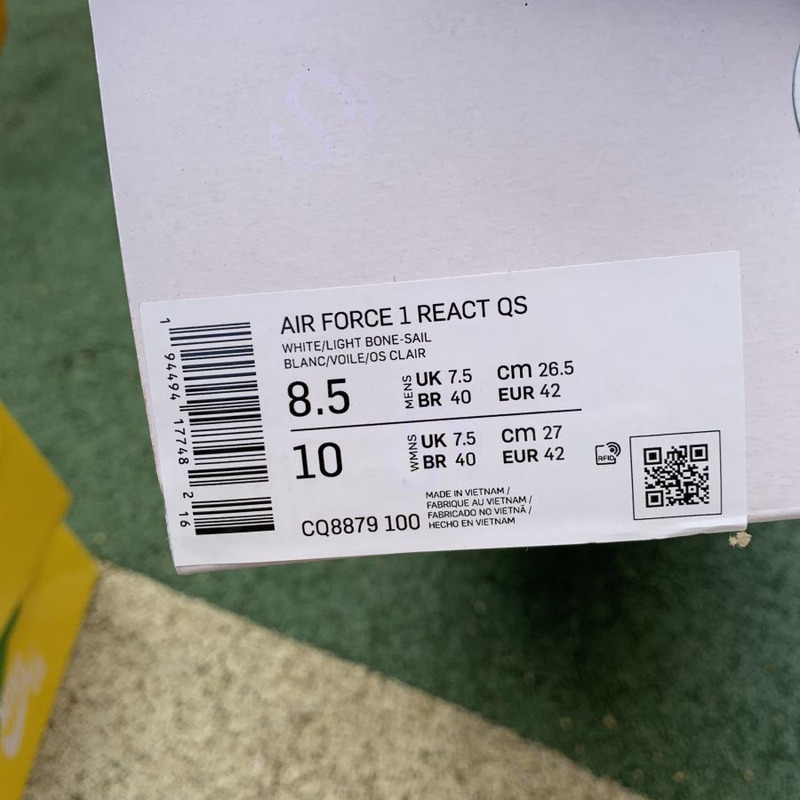 AIR FORCE 1 REACT QS
WHITE/LIGHT BONE-SAIL
BLANC/VOILE/OS CLAIR
8.5 MENS UK 7.5 cm 26.5
BR 40 EUR 42
10 WMNS UK 7.5 cm 27
BR 40 EUR 42
RFID
CQ8879 100
MADE IN VIETNAM /
FABRIQUE AU VIETNAM /
FABRICADO NO VIETNÃ /
HECHO EN VIETNAM
1 94494 17748 2 16